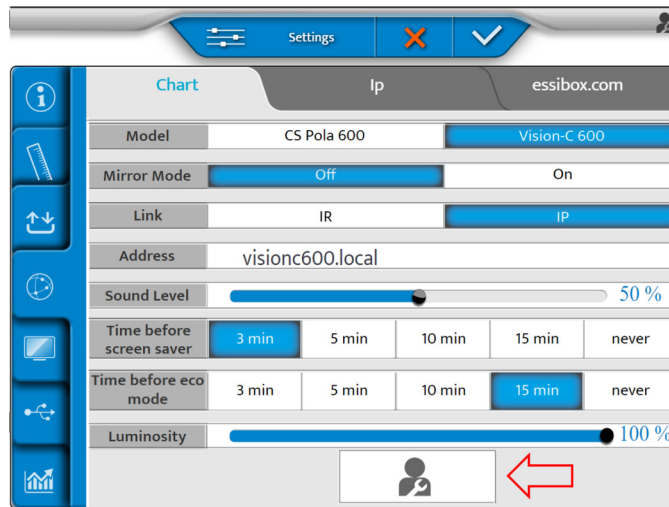 Settings
Chart Ip essibox.com
Model CS Pola 600 Vision-C 600
Mirror Mode Off On
Link IR IP
Address visionc600.local
Sound Level 50 %
Time before screen saver 3 min 5 min 10 min 15 min never
Time before eco mode 3 min 5 min 10 min 15 min never
Luminosity 100 %